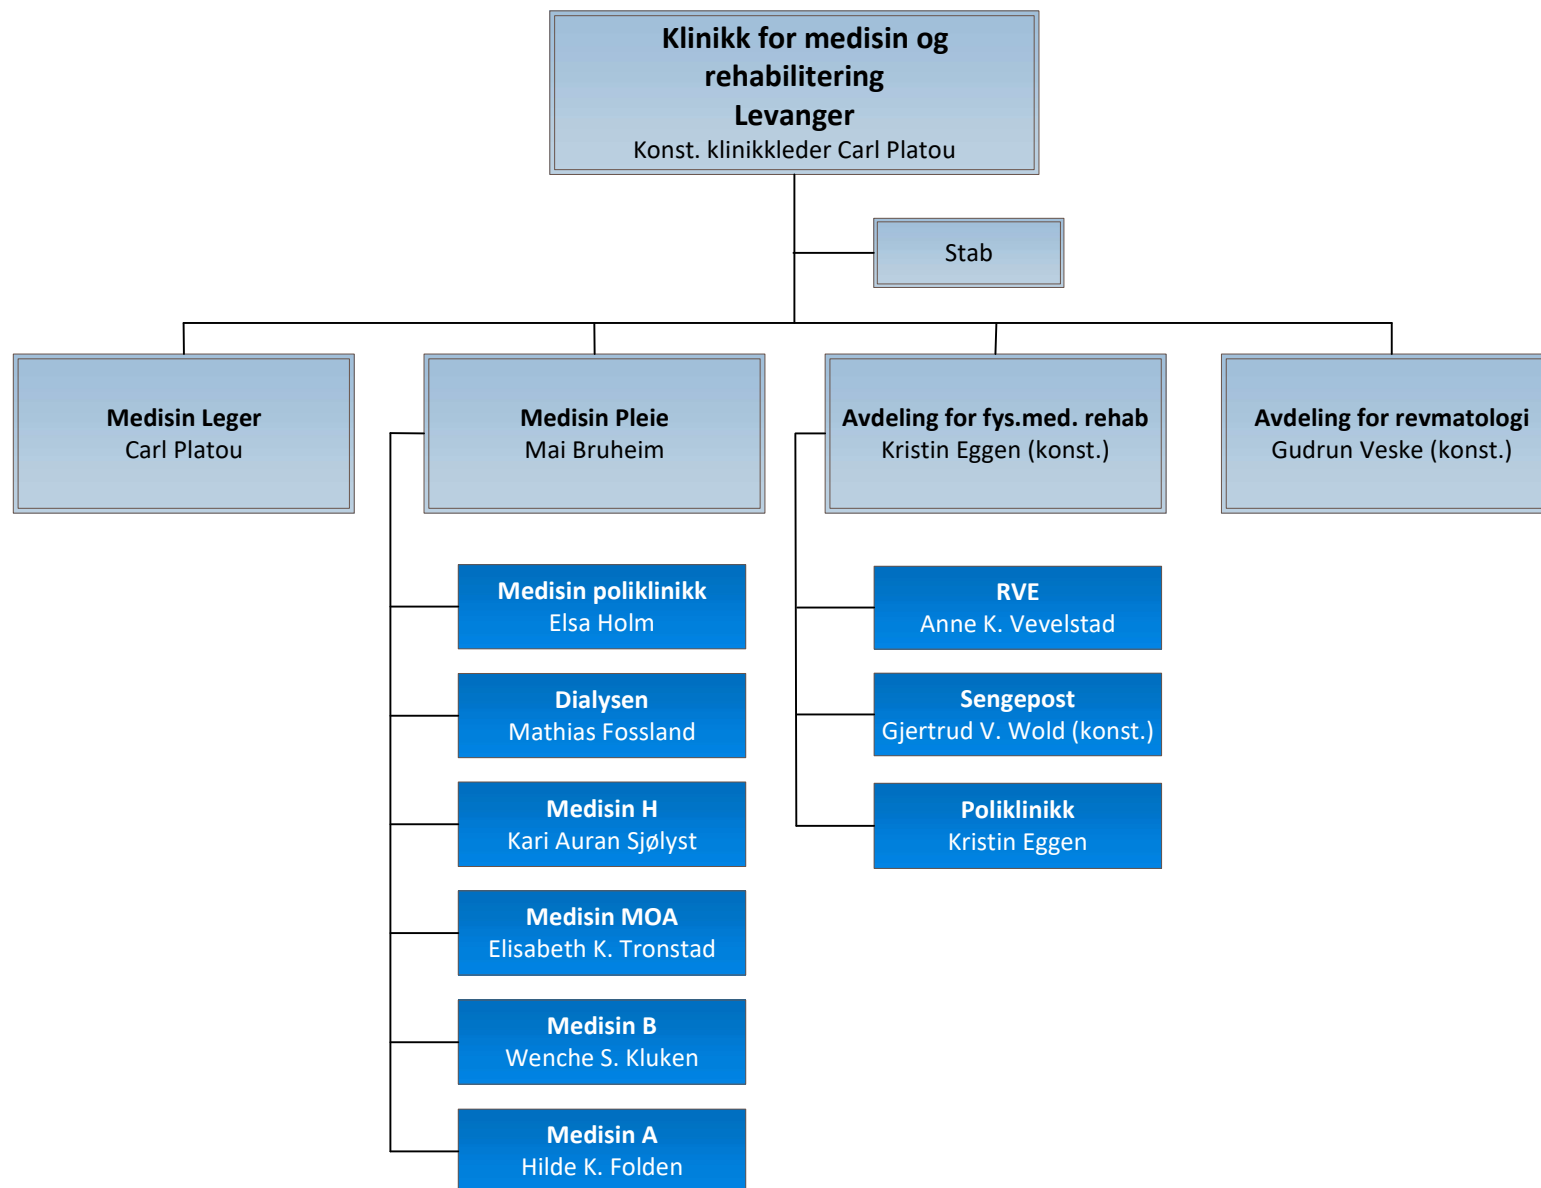 Klinikk for medisin og
rehabilitering
Levanger
Konst. klinikkleder Carl Platou
Stab
Medisin Leger
Carl Platou
Medisin Pleie
Mai Bruheim
Avdeling for fys.med. rehab
Kristin Eggen (konst.)
Avdeling for revmatologi
Gudrun Veske (konst.)
Medisin poliklinikk
Elsa Holm
Dialysen
Mathias Fossland
Medisin H
Kari Auran Sjølyst
Medisin MOA
Elisabeth K. Tronstad
Medisin B
Wenche S. Kluken
Medisin A
Hilde K. Folden
RVE
Anne K. Vevelstad
Sengepost
Gjertrud V. Wold (konst.)
Poliklinikk
Kristin Eggen